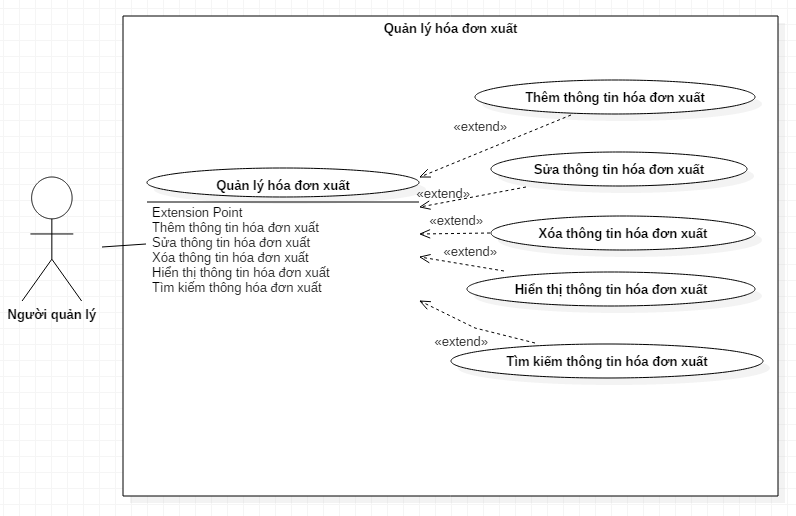 Quản lý hóa đơn xuất
Thêm thông tin hóa đơn xuất
«extend»
Sửa thông tin hóa đơn xuất
Quản lý hóa đơn xuất
«extend»
Extension Point
Thêm thông tin hóa đơn xuất
Sửa thông tin hóa đơn xuất
Xóa thông tin hóa đơn xuất
Hiển thị thông tin hóa đơn xuất
Tìm kiếm thông hóa đơn xuất
«extend»
Xóa thông tin hóa đơn xuất
«extend»
Hiển thị thông tin hóa đơn xuất
Người quản lý
«extend»
Tìm kiếm thông tin hóa đơn xuất